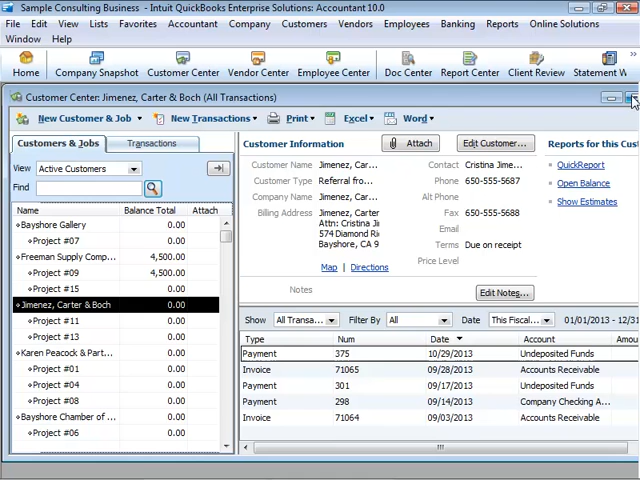 Sample Consulting Business - Intuit QuickBooks Enterprise Solutions: Accountant 10.0
File Edit View Lists Favorites Accountant Company Customers Vendors Employees Banking Reports Online Solutions
Window Help
Home Company Snapshot Customer Center Vendor Center Employee Center Doc Center Report Center Client Review Statement W
Customer Center: Jimenez, Carter & Boch (All Transactions)
New Customer & Job New Transactions Print Excel Word
Customers & Jobs Transactions
View Active Customers
Find
Name Balance Total Attach
Bayshore Gallery 0.00
Project #07 0.00
Freeman Supply Comp... 4,500.00
Project #09 4,500.00
Project #15 0.00
Jimenez, Carter & Boch 0.00
Project #11 0.00
Project #13 0.00
Karen Peacock & Part... 0.00
Project #01 0.00
Project #04 0.00
Project #08 0.00
Bayshore Chamber of ... 0.00
Project #06 0.00
Customer Information Attach Edit Customer... Reports for this Cust
Customer Name Jimenez, Car... Contact Cristina Jime... QuickReport
Customer Type Referral fro... Phone 650-555-5687 Open Balance
Company Name Jimenez, Car... Alt Phone Show Estimates
Billing Address Jimenez, Carter Fax 650-555-5688
Attn: Cristina Ji Email
574 Diamond Ri Terms Due on receipt
Bayshore, CA 9 Price Level
Map | Directions
Notes Edit Notes...
Show All Transa... Filter By All Date This Fiscal... 01/01/2013 - 12/31
Type Num Date Account Amou
Payment 375 10/29/2013 Undeposited Funds
Invoice 71065 09/28/2013 Accounts Receivable
Payment 301 09/17/2013 Undeposited Funds
Payment 298 09/14/2013 Company Checking A...
Invoice 71064 09/03/2013 Accounts Receivable